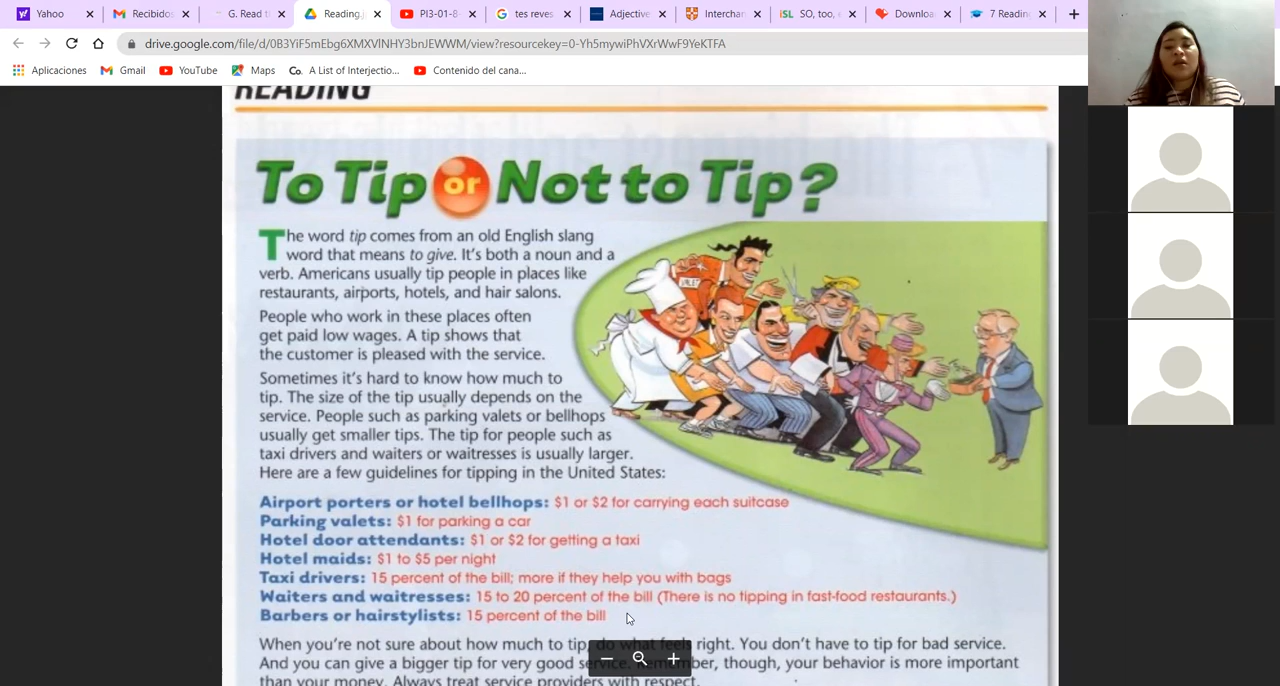 Yahoo
Recibidos
G. Read t
Reading.j
PI3-01-8-
tes reves
Adjective
Interchan
SO, too, e
Downloa
7 Readin
drive.google.com/file/d/0B3YiF5mEbg6XMXVlNHY3bnJEWWM/view?resourcekey=0-Yh5mywiPhVXrWwF9YeKTFA
Aplicaciones
Gmail
YouTube
Maps
Co. A List of Interjectio...
Contenido del cana...
READING
To Tip or Not to Tip?
The word tip comes from an old English slang
word that means to give. It's both a noun and a
verb. Americans usually tip people in places like
restaurants, airports, hotels, and hair salons.
People who work in these places often
get paid low wages. A tip shows that
the customer is pleased with the service.
Sometimes it's hard to know how much to
tip. The size of the tip usually depends on the
service. People such as parking valets or bellhops
usually get smaller tips. The tip for people such as
taxi drivers and waiters or waitresses is usually larger.
Here are a few guidelines for tipping in the United States:
Airport porters or hotel bellhops: $1 or $2 for carrying each suitcase
Parking valets: $1 for parking a car
Hotel door attendants: $1 or $2 for getting a taxi
Hotel maids: $1 to $5 per night
Taxi drivers: 15 percent of the bill; more if they help you with bags
Waiters and waitresses: 15 to 20 percent of the bill (There is no tipping in fast-food restaurants.)
Barbers or hairstylists: 15 percent of the bill
When you're not sure about how much to tip, do what feels right. You don't have to tip for bad service.
And you can give a bigger tip for very good service. Remember, though, your behavior is more important
than your money. Always treat service providers with respect.